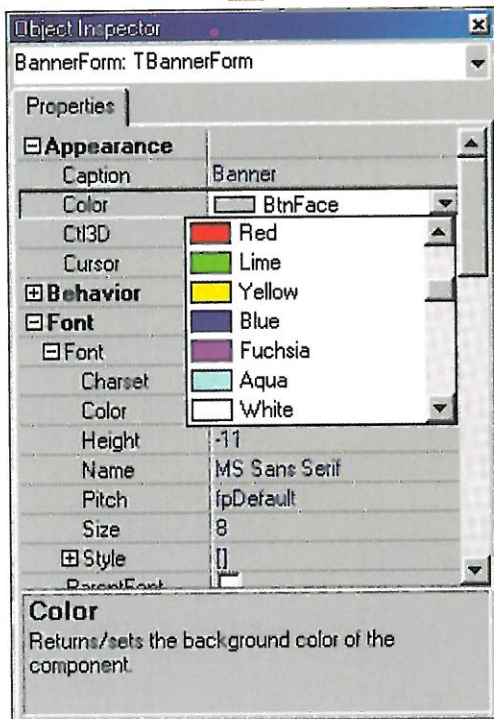 Object Inspector
BannerForm: TBannerForm
Properties
Appearance
Caption Banner
Color BtnFace
Ctl3D Red
Cursor Lime
Behavior Yellow
Font Blue
Font Fuchsia
Charset Aqua
Color White
Height -11
Name MS Sans Serif
Pitch fpDefault
Size 8
Style []
ParentFont
Color
Returns/sets the background color of the
component.